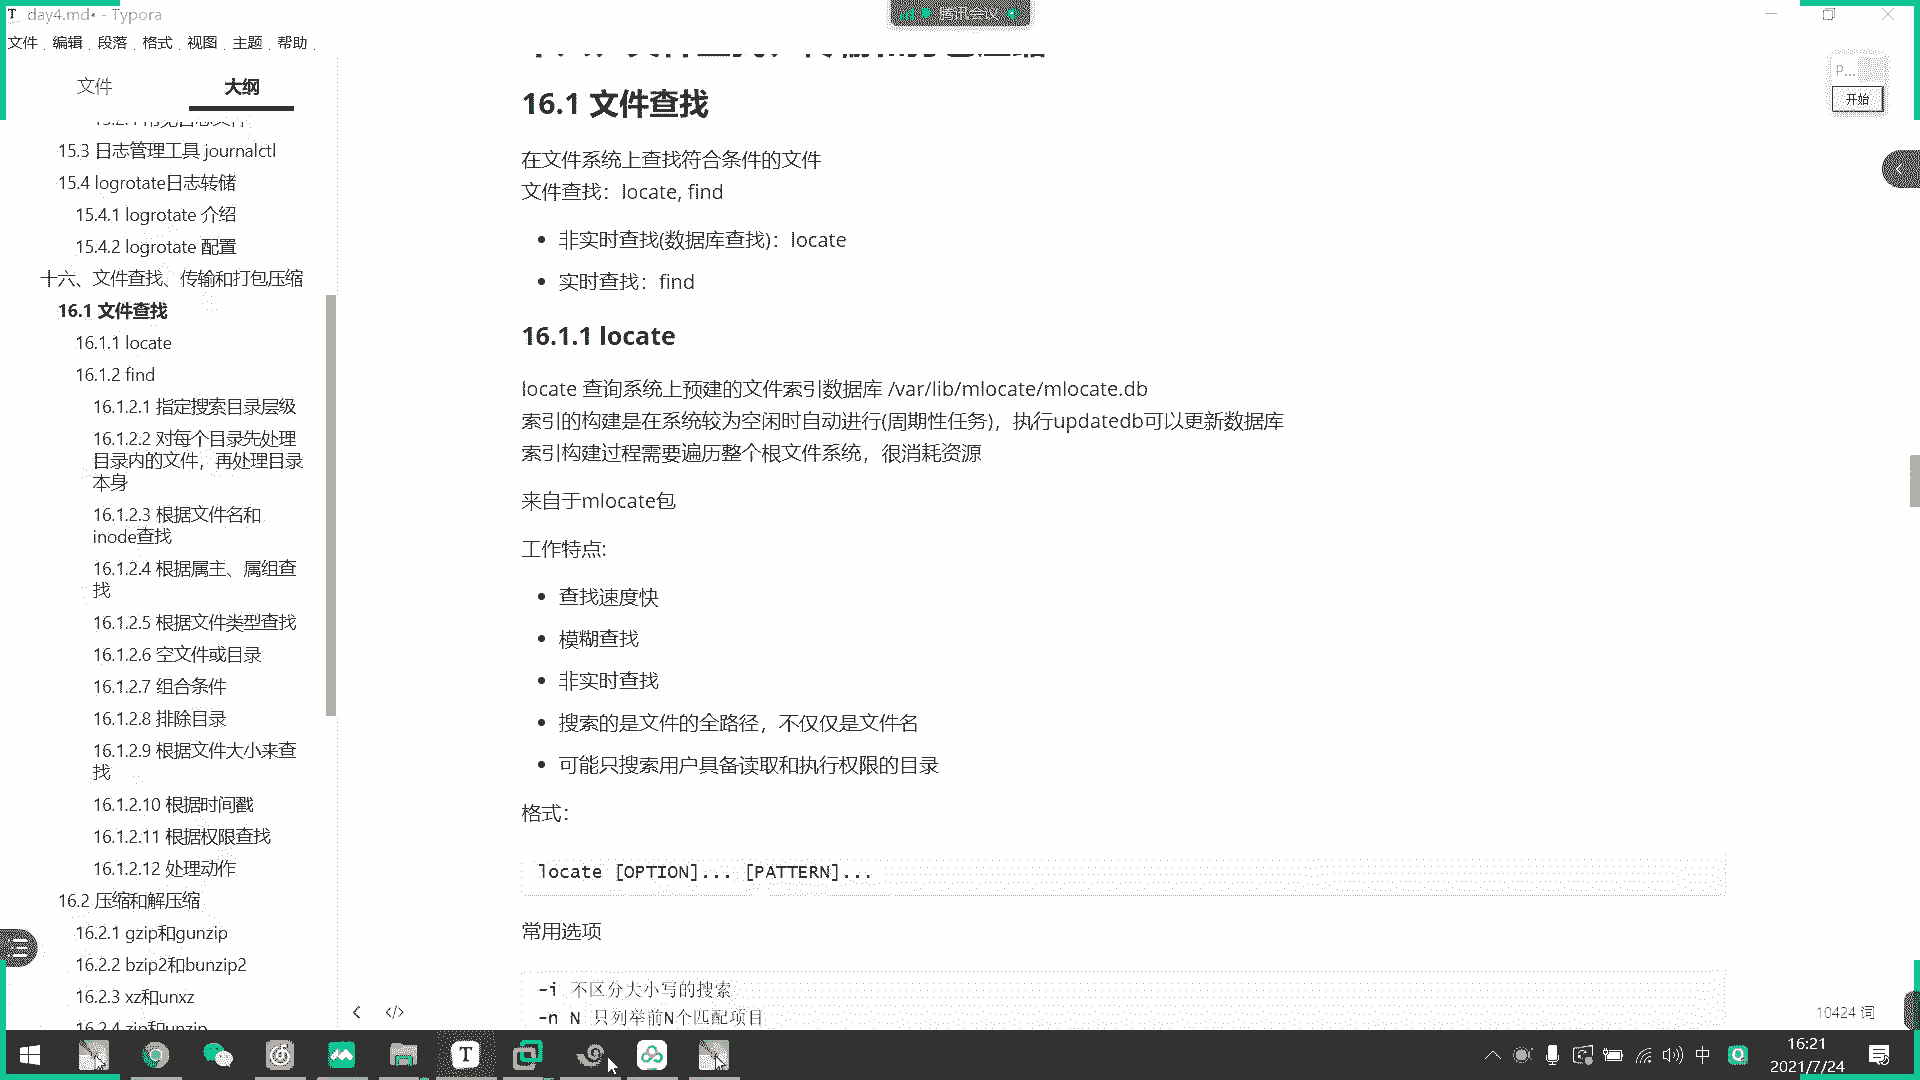 day4.md• - Typora
腾讯会议
文件 编辑 段落 格式 视图 主题 帮助
文件
大纲
15.3 日志管理工具 journalctl
15.4 logrotate日志转储
15.4.1 logrotate 介绍
15.4.2 logrotate 配置
十六、文件查找、传输和打包压缩
16.1 文件查找
16.1.1 locate
16.1.2 find
16.1.2.1 指定搜索目录层级
16.1.2.2 对每个目录先处理
目录内的文件，再处理目录
本身
16.1.2.3 根据文件名和
inode查找
16.1.2.4 根据属主、属组查
找
16.1.2.5 根据文件类型查找
16.1.2.6 空文件或目录
16.1.2.7 组合条件
16.1.2.8 排除目录
16.1.2.9 根据文件大小来查
找
16.1.2.10 根据时间戳
16.1.2.11 根据权限查找
16.1.2.12 处理动作
16.2 压缩和解压缩
16.2.1 gzip和gunzip
16.2.2 bzip2和bunzip2
16.2.3 xz和unxz
16.2.4 zip和unzip
16.1 文件查找
在文件系统上查找符合条件的文件
文件查找：locate, find
非实时查找(数据库查找)：locate
实时查找：find
16.1.1 locate
locate 查询系统上预建的文件索引数据库 /var/lib/mlocate/mlocate.db
索引的构建是在系统较为空闲时自动进行(周期性任务)，执行updatedb可以更新数据库
索引构建过程需要遍历整个根文件系统，很消耗资源
来自于mlocate包
工作特点:
查找速度快
模糊查找
非实时查找
搜索的是文件的全路径，不仅仅是文件名
可能只搜索用户具备读取和执行权限的目录
格式：
locate [OPTION]... [PATTERN]...
常用选项
-i 不区分大小写的搜索
-n N 只列举前N个匹配项目
P...
开始
10424 词
中
16:21
2021/7/24